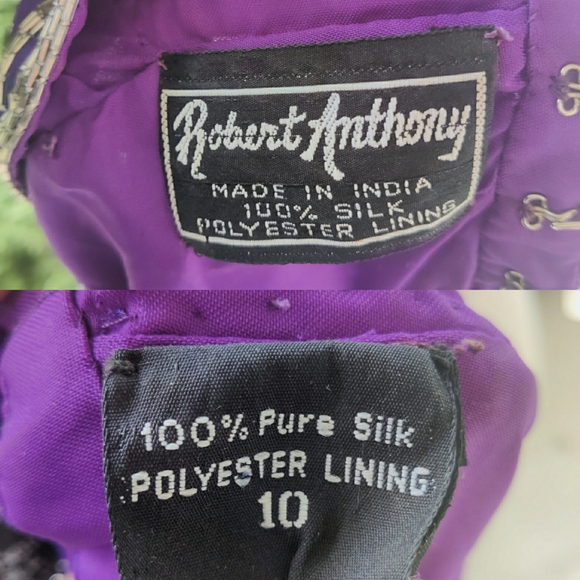 Robert Anthony
MADE IN INDIA
100% SILK
POLYESTER LINING
100% Pure Silk
POLYESTER LINING
10